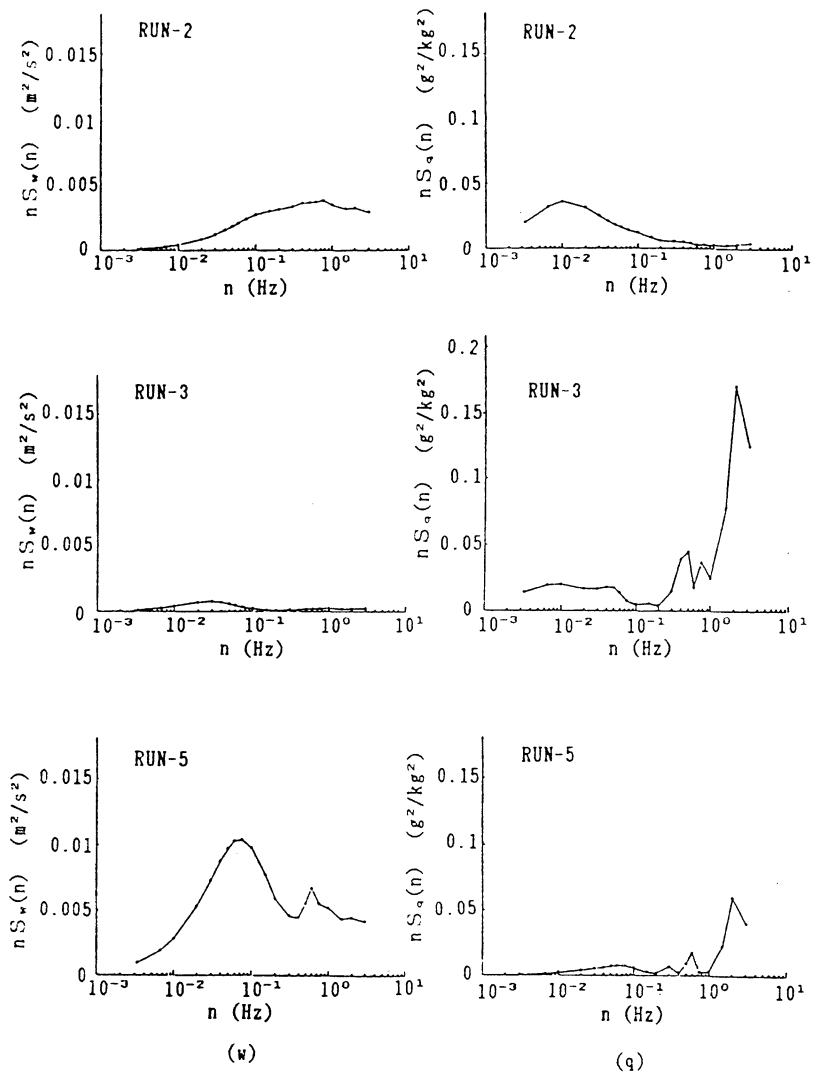 RUN-2
nSw(n) (m²/s²)
0.015
0.01
0.005
0
10⁻³ 10⁻² 10⁻¹ 10⁰ 10¹
n (Hz)
RUN-2
nSq(n) (g²/kg²)
0.15
0.1
0.05
0
10⁻³ 10⁻² 10⁻¹ 10⁰ 10¹
n (Hz)
RUN-3
nSw(n) (m²/s²)
0.015
0.01
0.005
0
10⁻³ 10⁻² 10⁻¹ 10⁰ 10¹
n (Hz)
RUN-3
nSq(n) (g²/kg²)
0.2
0.15
0.1
0.05
0
10⁻³ 10⁻² 10⁻¹ 10⁰ 10¹
n (Hz)
RUN-5
nSw(n) (m²/s²)
0.015
0.01
0.005
0
10⁻³ 10⁻² 10⁻¹ 10⁰ 10¹
n (Hz)
(w)
RUN-5
nSq(n) (g²/kg²)
0.15
0.1
0.05
0
10⁻³ 10⁻² 10⁻¹ 10⁰ 10¹
n (Hz)
(q)